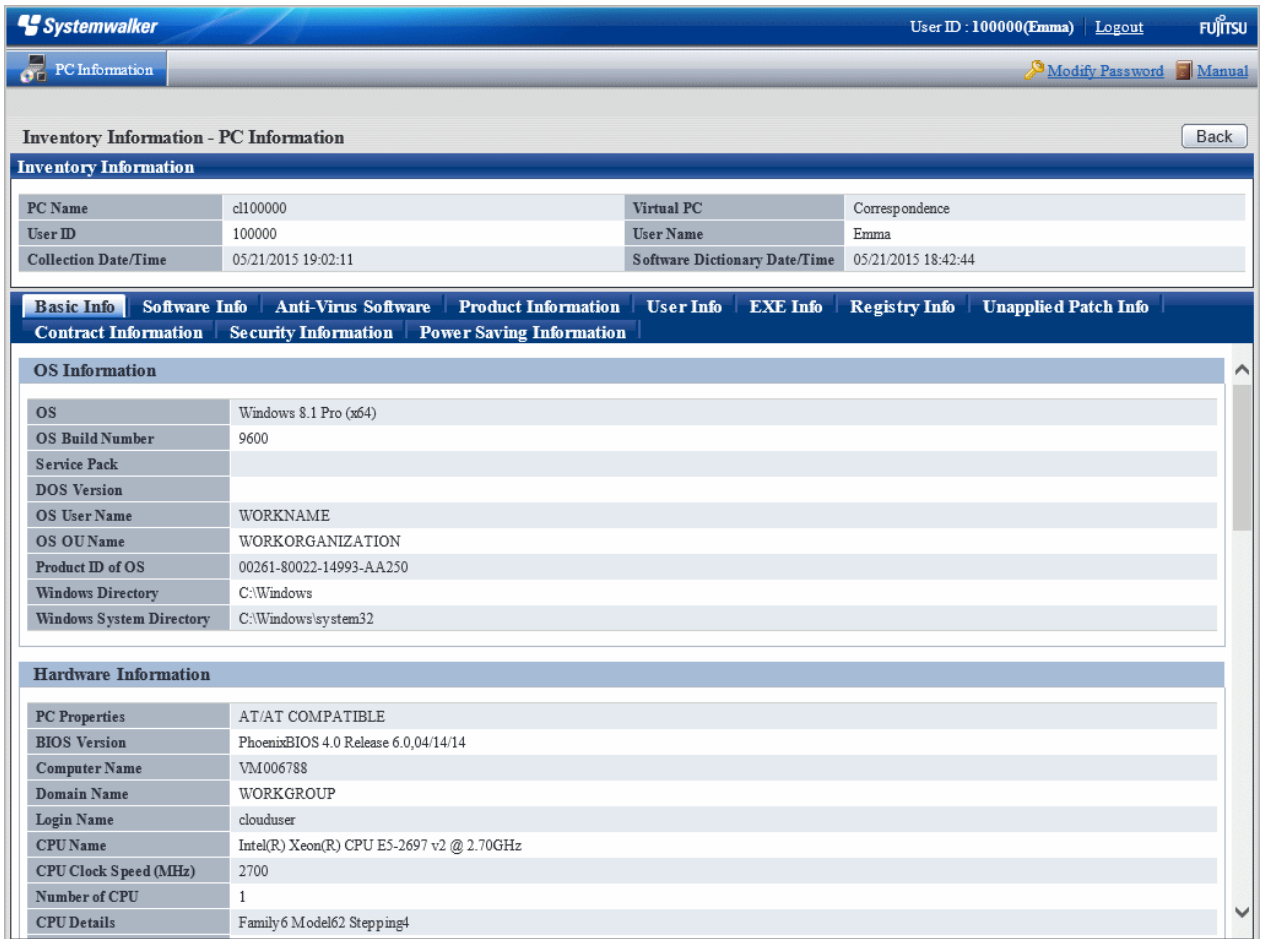 Systemwalker User ID : 100000(Emma) Logout FUJITSU
PC Information Modify Password Manual
Inventory Information - PC Information Back
Inventory Information
PC Name cl100000 Virtual PC Correspondence
User ID 100000 User Name Emma
Collection Date/Time 05/21/2015 19:02:11 Software Dictionary Date/Time 05/21/2015 18:42:44
Basic Info Software Info Anti-Virus Software Product Information User Info EXE Info Registry Info Unapplied Patch Info
Contract Information Security Information Power Saving Information
OS Information
OS Windows 8.1 Pro (x64)
OS Build Number 9600
Service Pack
DOS Version
OS User Name WORKNAME
OS OU Name WORKORGANIZATION
Product ID of OS 00261-80022-14993-AA250
Windows Directory C:\Windows
Windows System Directory C:\Windows\system32
Hardware Information
PC Properties AT/AT COMPATIBLE
BIOS Version PhoenixBIOS 4.0 Release 6.0,04/14/14
Computer Name VM006788
Domain Name WORKGROUP
Login Name clouduser
CPU Name Intel(R) Xeon(R) CPU E5-2697 v2 @ 2.70GHz
CPU Clock Speed (MHz) 2700
Number of CPU 1
CPU Details Family6 Model62 Stepping4